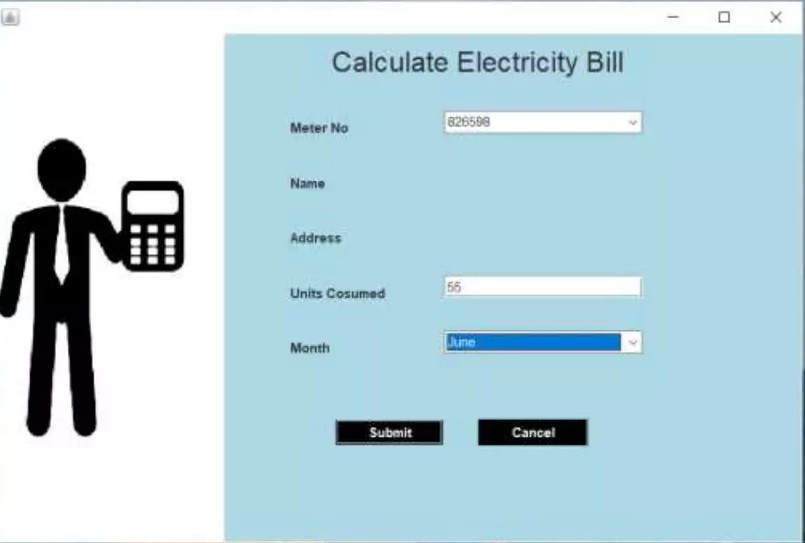 Calculate Electricity Bill
Meter No 826598
Name
Address
Units Cosumed 55
Month June
Submit Cancel